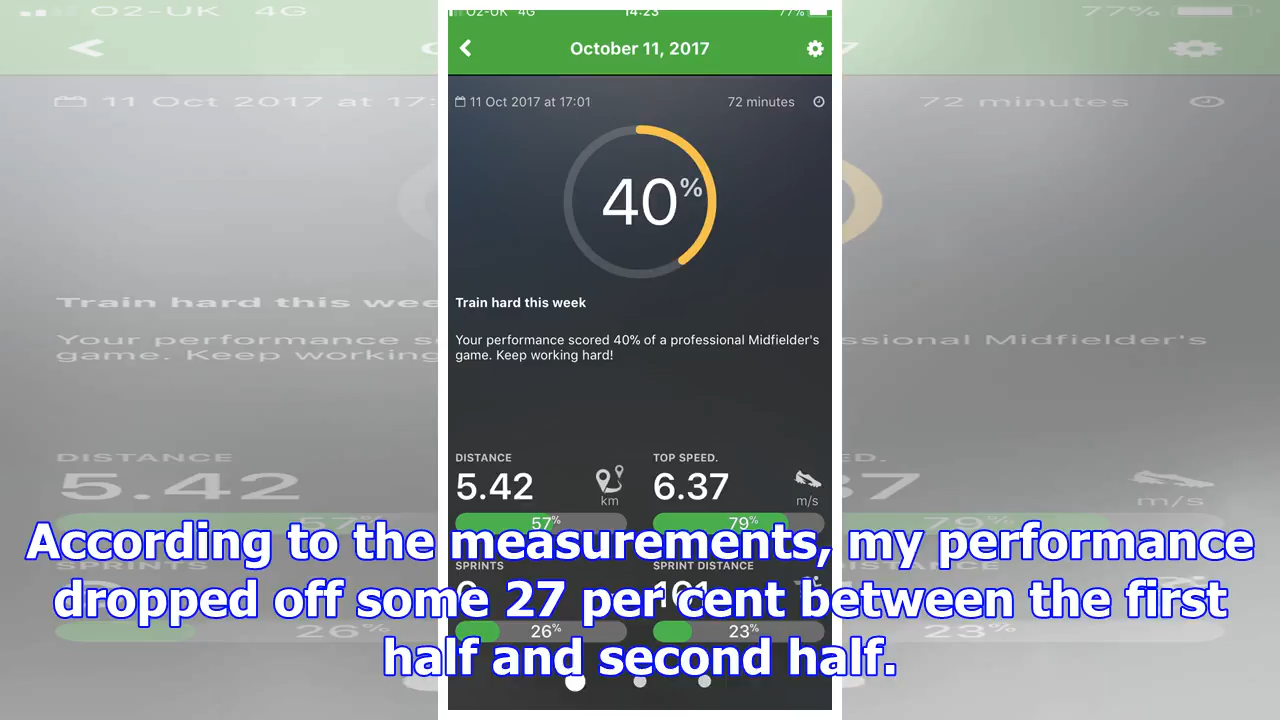 O2-UK 4G 14:23 77%
October 11, 2017
11 Oct 2017 at 17:01 72 minutes
40%
Train hard this week
Your performance scored 40% of a professional Midfielder's
game. Keep working hard!
DISTANCE TOP SPEED.
5.42 km 6.37 m/s
57% 79%
According to the measurements, my performance
SPRINTS SPRINT DISTANCE
dropped off some 27 per cent between the first
26% 23%
half and second half.